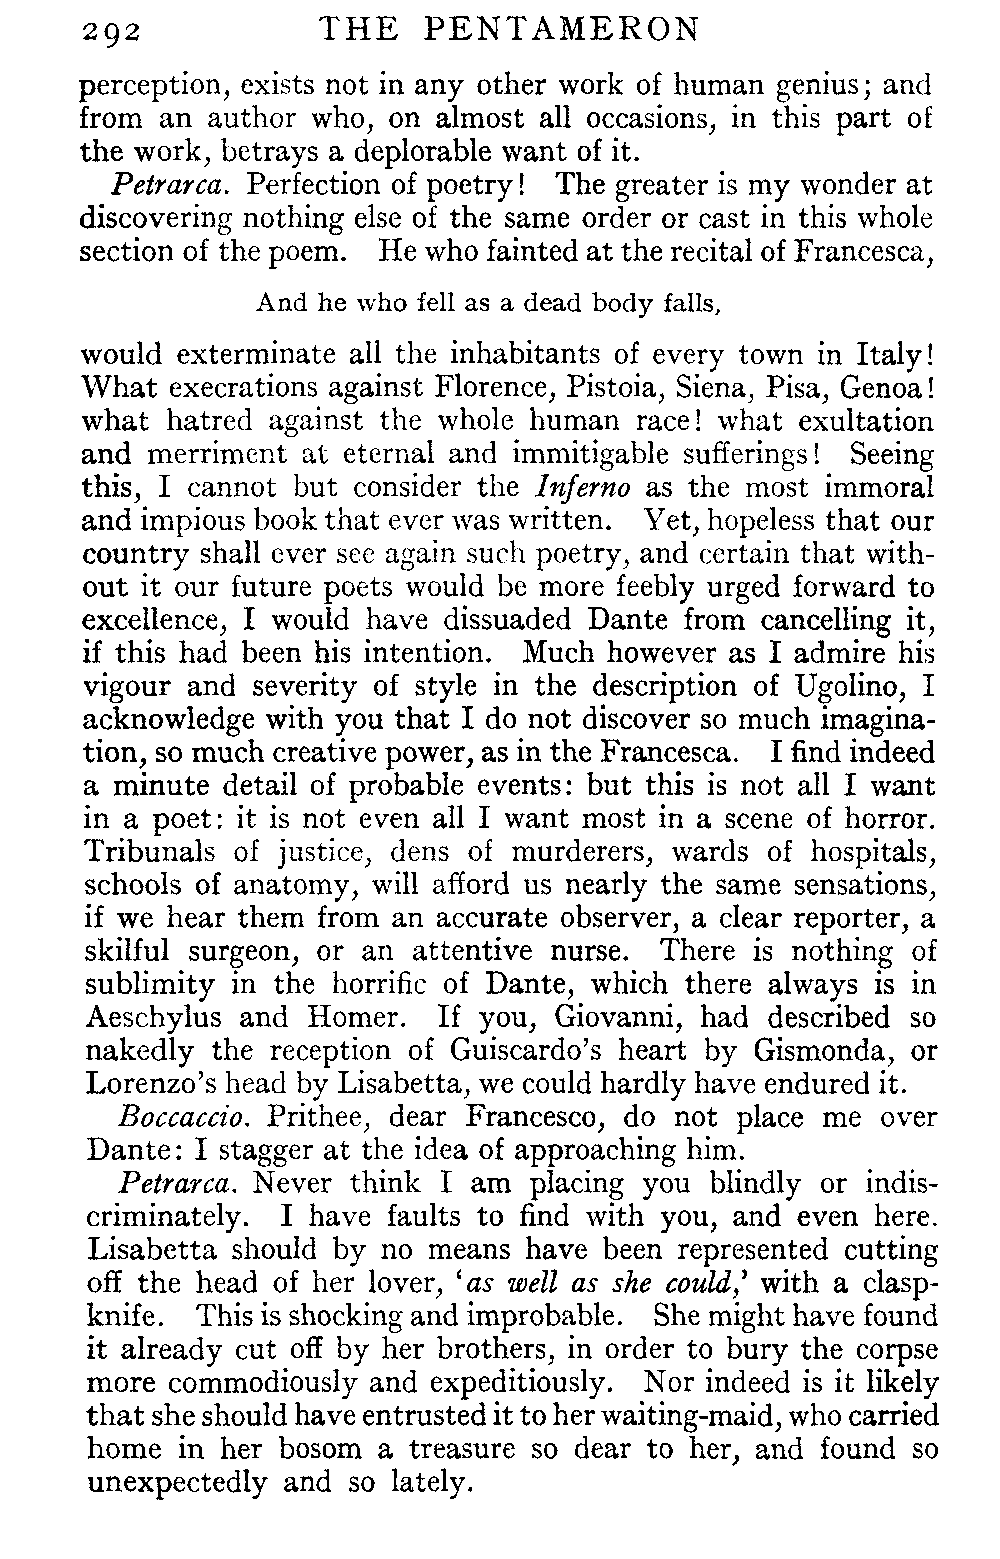 292 THE PENTAMERON
perception, exists not in any other work of human genius; and
from an author who, on almost all occasions, in this part of
the work, betrays a deplorable want of it.
Petrarca. Perfection of poetry! The greater is my wonder at
discovering nothing else of the same order or cast in this whole
section of the poem. He who fainted at the recital of Francesca,
And he who fell as a dead body falls,
would exterminate all the inhabitants of every town in Italy!
What execrations against Florence, Pistoia, Siena, Pisa, Genoa!
what hatred against the whole human race! what exultation
and merriment at eternal and immitigable sufferings! Seeing
this, I cannot but consider the Inferno as the most immoral
and impious book that ever was written. Yet, hopeless that our
country shall ever see again such poetry, and certain that with-
out it our future poets would be more feebly urged forward to
excellence, I would have dissuaded Dante from cancelling it,
if this had been his intention. Much however as I admire his
vigour and severity of style in the description of Ugolino, I
acknowledge with you that I do not discover so much imagina-
tion, so much creative power, as in the Francesca. I find indeed
a minute detail of probable events: but this is not all I want
in a poet: it is not even all I want most in a scene of horror.
Tribunals of justice, dens of murderers, wards of hospitals,
schools of anatomy, will afford us nearly the same sensations,
if we hear them from an accurate observer, a clear reporter, a
skilful surgeon, or an attentive nurse. There is nothing of
sublimity in the horrific of Dante, which there always is in
Aeschylus and Homer. If you, Giovanni, had described so
nakedly the reception of Guiscardo's heart by Gismonda, or
Lorenzo's head by Lisabetta, we could hardly have endured it.
Boccaccio. Prithee, dear Francesco, do not place me over
Dante: I stagger at the idea of approaching him.
Petrarca. Never think I am placing you blindly or indis-
criminately. I have faults to find with you, and even here.
Lisabetta should by no means have been represented cutting
off the head of her lover, 'as well as she could,' with a clasp-
knife. This is shocking and improbable. She might have found
it already cut off by her brothers, in order to bury the corpse
more commodiously and expeditiously. Nor indeed is it likely
that she should have entrusted it to her waiting-maid, who carried
home in her bosom a treasure so dear to her, and found so
unexpectedly and so lately.